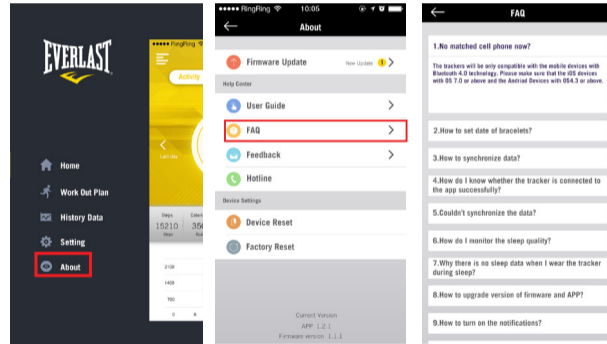 EVERLAST
Home
Work Out Plan
History Data
Setting
About
RingRing
Activity
Last day
Steps
15210
Steps
2100
1400
700
0
RingRing 10:05
About
Firmware Update New Update 1
Help Center
User Guide
FAQ
Feedback
Hotline
Device Settings
Device Reset
Factory Reset
Current Version
APP 1.2.1
Firmware version 1.1.1
FAQ
1.No matched cell phone now?
The trackers will be only compatible with the mobile devices with
Bluetooth 4.0 technology. Please make sure that the iOS devices
with OS 7.0 or above and the Android Devices with OS4.3 or above.
2.How to set date of bracelets?
3.How to synchronize data?
4.How do I know whether the tracker is connected to
the app successfully?
5.Couldn't synchronize the data?
6.How do I monitor the sleep quality?
7.Why there is no sleep data when I wear the tracker
during sleep?
8.How to upgrade version of firmware and APP?
9.How to turn on the notifications?